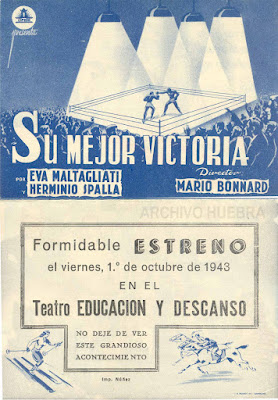 presenta
SU MEJOR VICTORIA
POR EVA MALTAGLIATI
Y HERMINIO SPALLA
Director
MARIO BONNARD
ARCHIVO HUEBRA
Formidable ESTRENO
el viernes, 1.º de octubre de 1943
EN EL
Teatro EDUCACION Y DESCANSO
NO DEJE DE VER
ESTE GRANDIOSO
ACONTECIMIENTO
Imp. Núñez